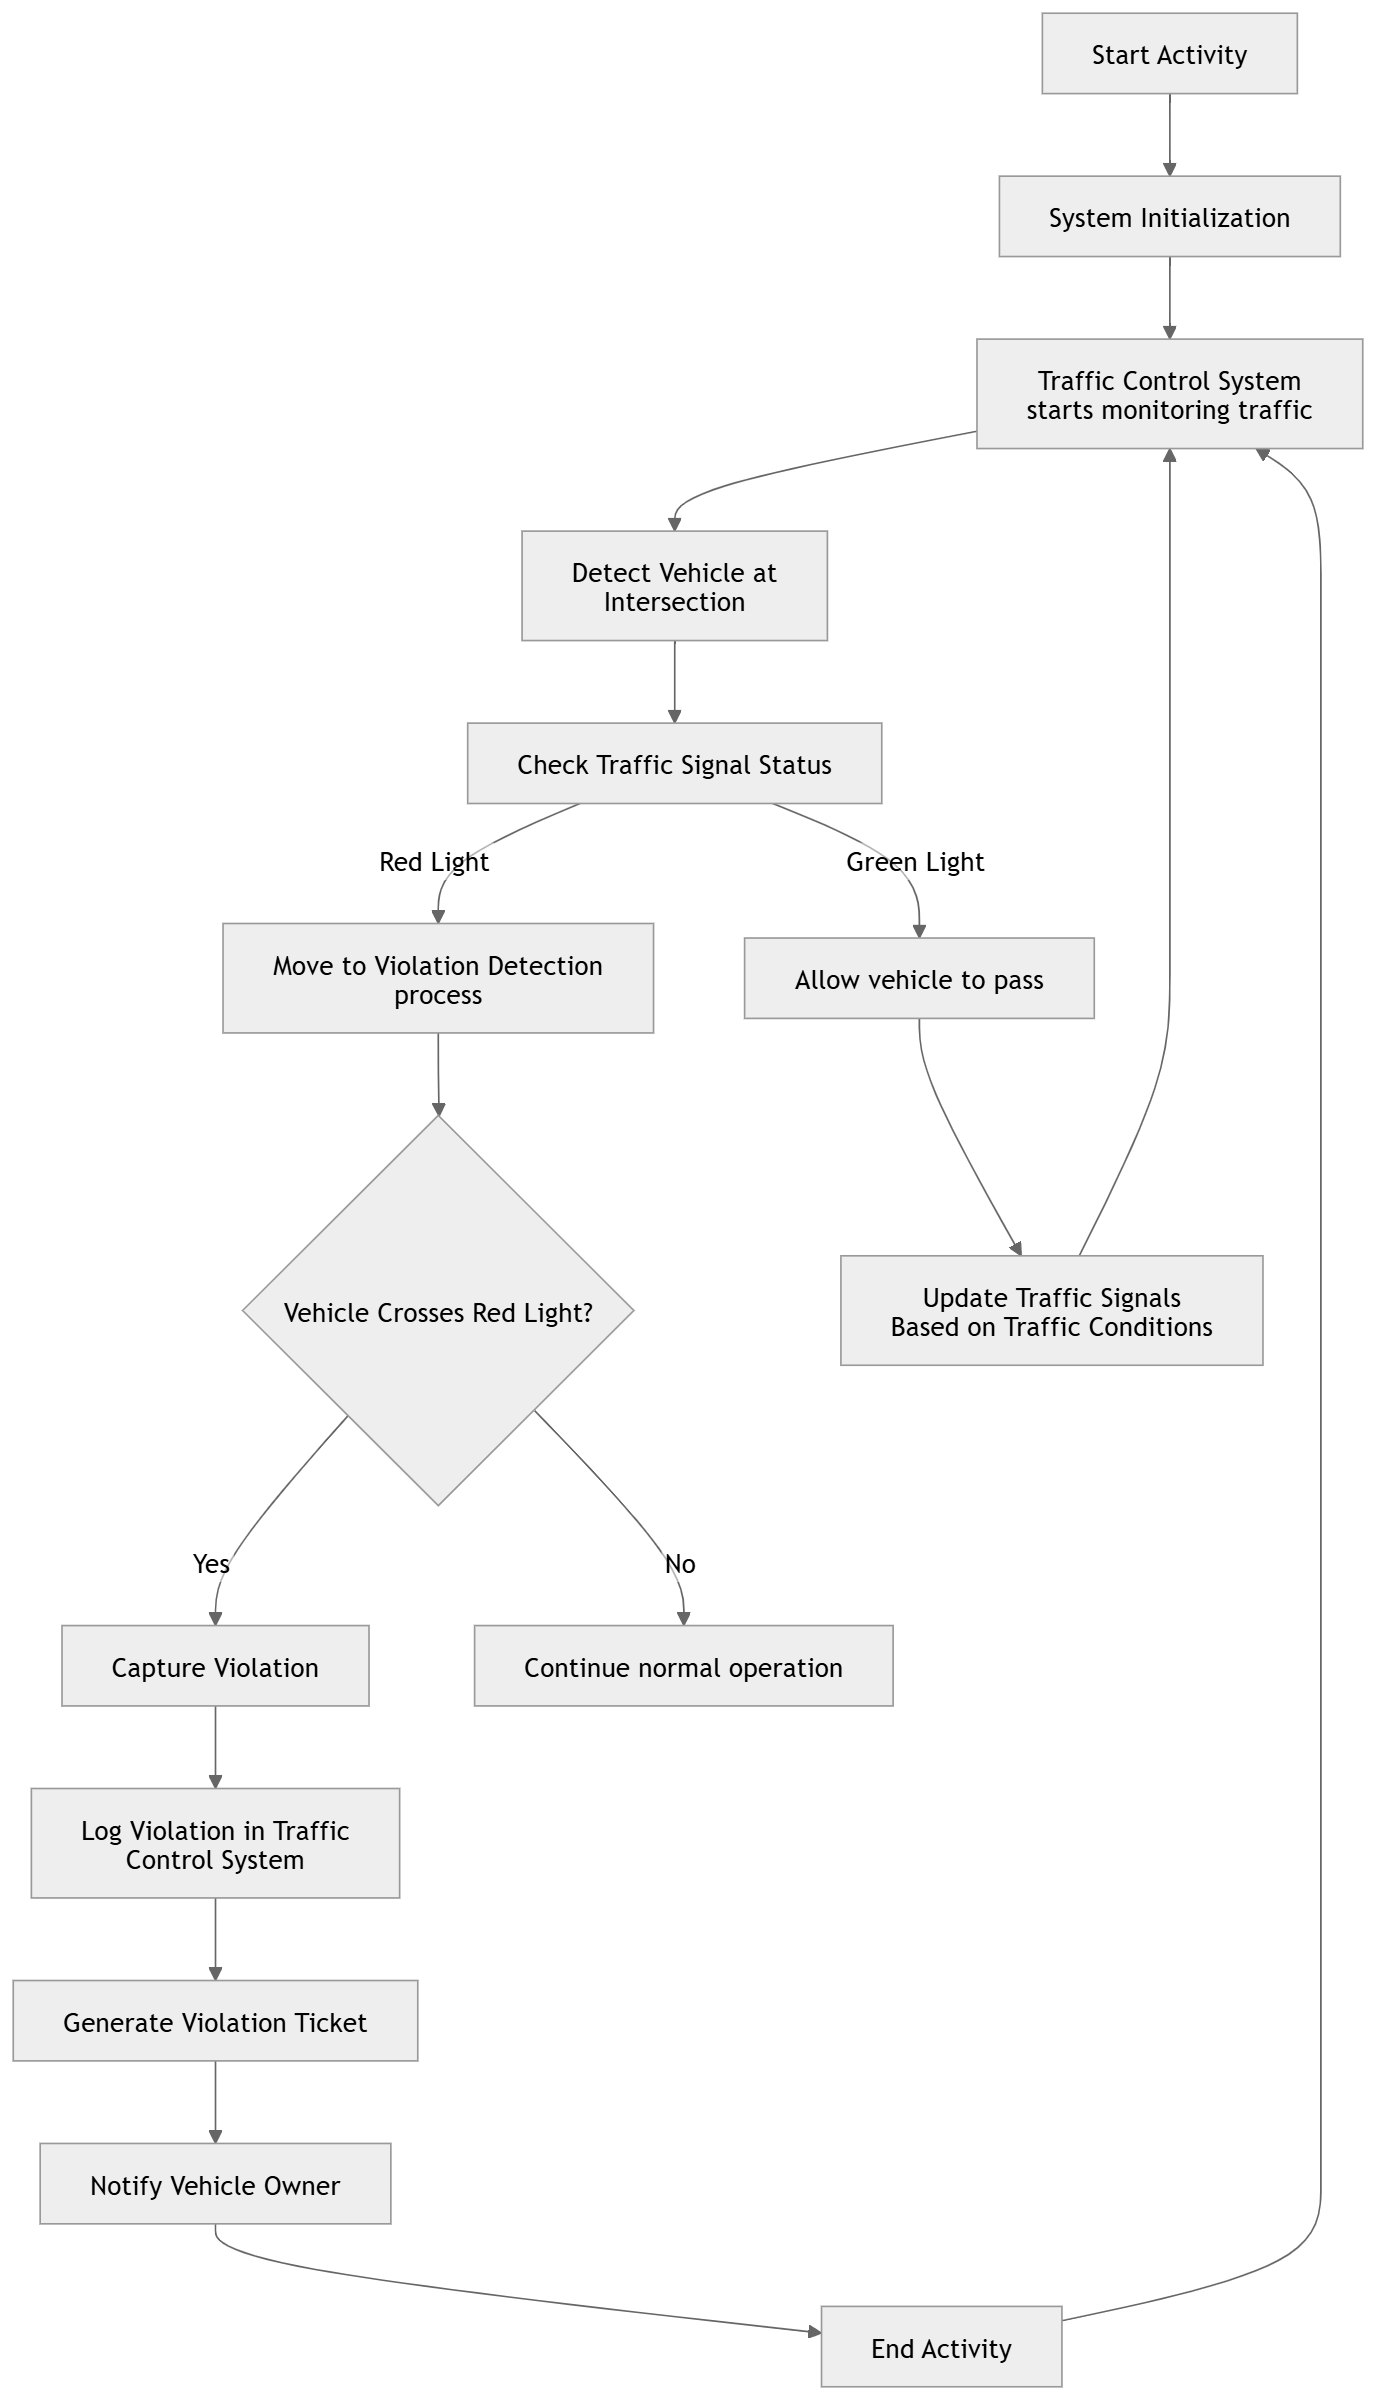 Start Activity
System Initialization
Traffic Control System
starts monitoring traffic
Detect Vehicle at
Intersection
Check Traffic Signal Status
Red Light
Green Light
Move to Violation Detection
process
Allow vehicle to pass
Vehicle Crosses Red Light?
Update Traffic Signals
Based on Traffic Conditions
Yes
No
Capture Violation
Continue normal operation
Log Violation in Traffic
Control System
Generate Violation Ticket
Notify Vehicle Owner
End Activity